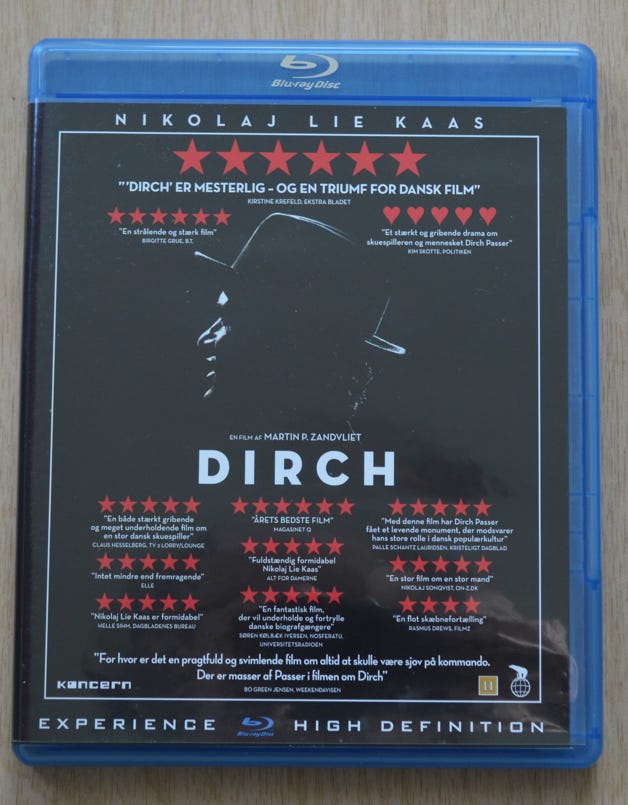 Blu-ray Disc
NIKOLAJ LIE KAAS
"'DIRCH' ER MESTERLIG – OG EN TRIUMF FOR DANSK FILM"
KIRSTINE KREFELD, EKSTRA BLADET
"En strålende og stærk film"
BIRGITTE GRUE, B.T.
"Et stærkt og gribende drama om
skuespilleren og mennesket Dirch Passer"
KIM SKOTTE, POLITIKEN
EN FILM AF MARTIN P. ZANDVLIET
DIRCH
"En både stærkt gribende
og meget underholdende film om
en stor dansk skuespiller"
CLAUS HESSELBERG, TV 2 LORRY/LOUNGE
"Intet mindre end fremragende"
ELLE
"Nikolaj Lie Kaas er formidabel"
HELLE SIHM, DAGBLADENES BUREAU
"ÅRETS BEDSTE FILM"
MAGASINET Q
"Fuldstændig formidabel
Nikolaj Lie Kaas"
ALT FOR DAMERNE
"En fantastisk film,
der vil underholde og fortrylle
danske biografgængere"
SØREN KØLBÆK IVERSEN, NOSFERATU,
UNIVERSITETSRADIOEN
"Med denne film har Dirch Passer
fået et levende monument, der modsvarer
hans store rolle i dansk populærkultur"
PALLE SCHANTZ LAURIDSEN, KRISTELIGT DAGBLAD
"En stor film om en stor mand"
NIKOLAJ SONQVIST, ON-Z.DK
"En flot skæbnefortælling"
RASMUS DREWS, FILMZ
"For hvor er det en pragtfuld og svimlende film om altid at skulle være sjov på kommando.
Der er masser af Passer i filmen om Dirch"
BO GREEN JENSEN, WEEKENDAVISEN
KØNCERN
11
EXPERIENCE Blu-ray Disc HIGH DEFINITION